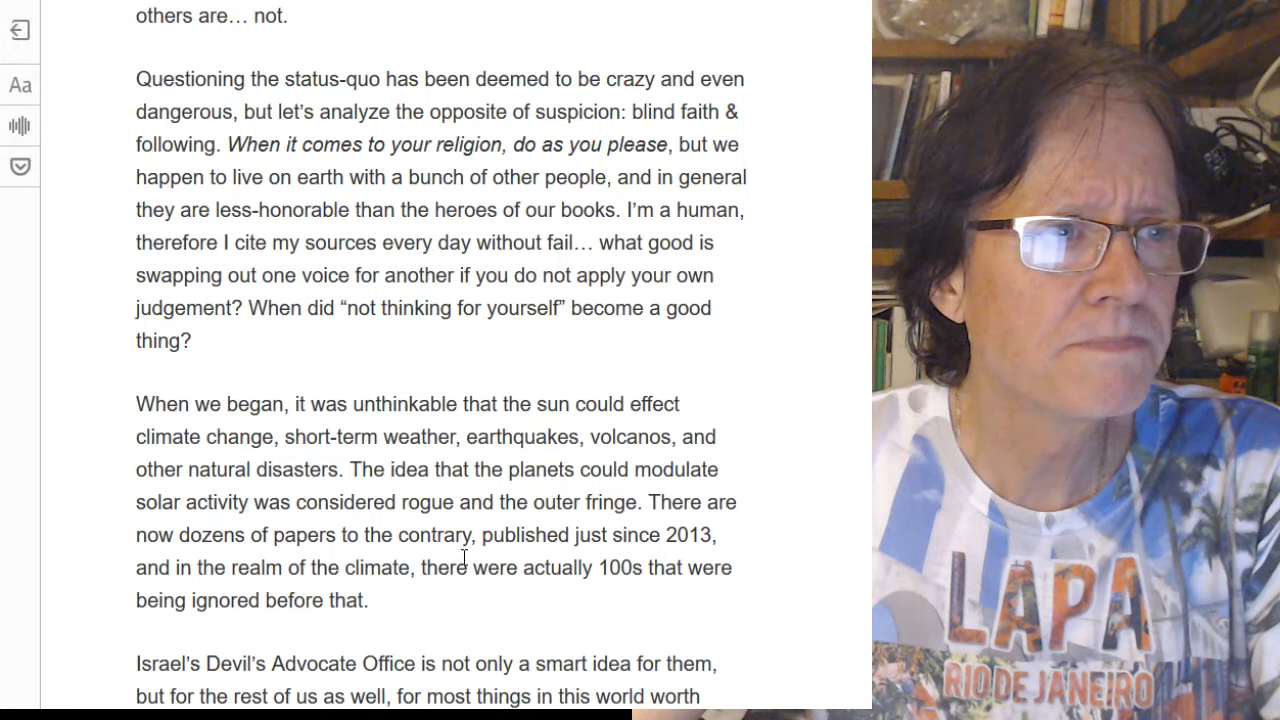 others are… not.
Aa
Questioning the status-quo has been deemed to be crazy and even
dangerous, but let’s analyze the opposite of suspicion: blind faith &
following. When it comes to your religion, do as you please, but we
happen to live on earth with a bunch of other people, and in general
they are less-honorable than the heroes of our books. I’m a human,
therefore I cite my sources every day without fail… what good is
swapping out one voice for another if you do not apply your own
judgement? When did “not thinking for yourself” become a good
thing?
When we began, it was unthinkable that the sun could effect
climate change, short-term weather, earthquakes, volcanos, and
other natural disasters. The idea that the planets could modulate
solar activity was considered rogue and the outer fringe. There are
now dozens of papers to the contrary, published just since 2013,
and in the realm of the climate, there were actually 100s that were
being ignored before that.
Israel’s Devil’s Advocate Office is not only a smart idea for them,
but for the rest of us as well, for most things in this world worth
LAPA
RIO DE JANEIRO